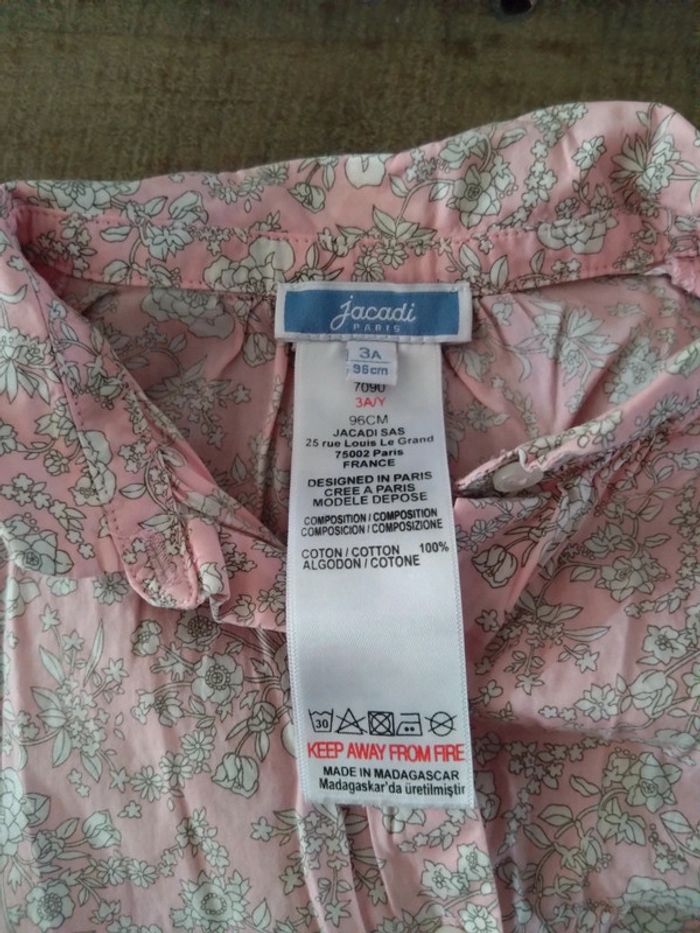 jacadi
PARIS
3A
96cm
7090
3A/Y
96CM
JACADI SAS
25 rue Louis Le Grand
75002 Paris
FRANCE
DESIGNED IN PARIS
CREE A PARIS
MODELE DEPOSE
COMPOSITION / COMPOSITION
COMPOSICION / COMPOSIZIONE
COTON / COTTON 100%
ALGODON / COTONE
30
KEEP AWAY FROM FIRE
MADE IN MADAGASCAR
Madagaskar'da üretilmiştir